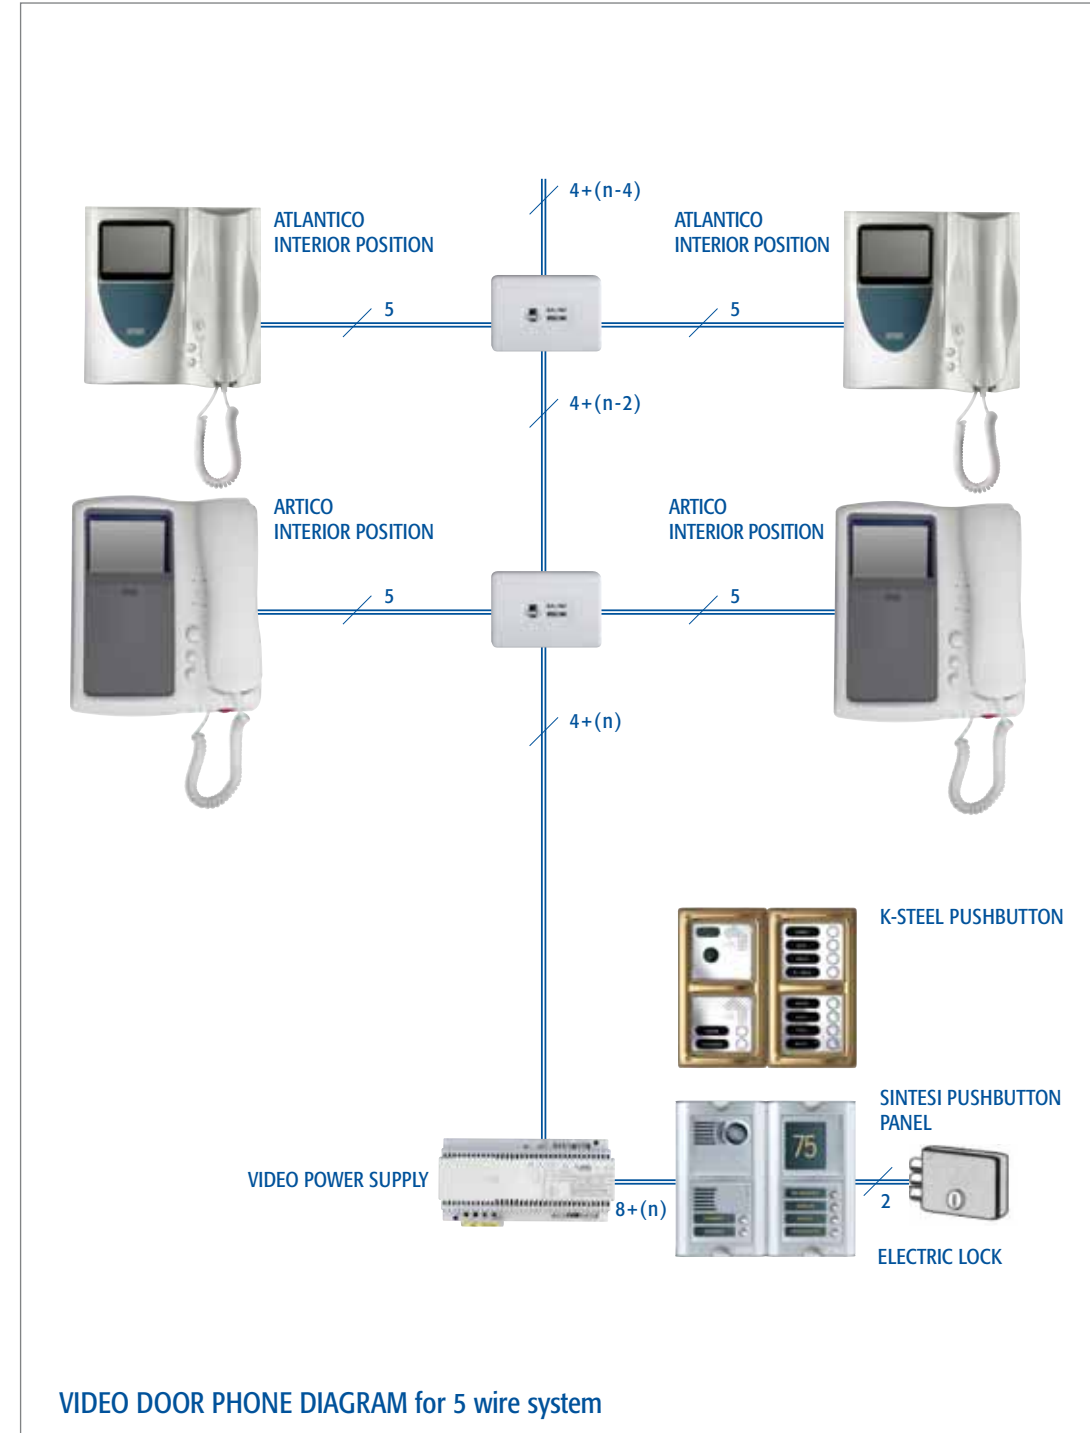 4+(n-4)
ATLANTICO
INTERIOR POSITION
ATLANTICO
INTERIOR POSITION
5
5
4+(n-2)
ARTICO
INTERIOR POSITION
ARTICO
INTERIOR POSITION
5
5
4+(n)
K-STEEL PUSHBUTTON
SINTESI PUSHBUTTON
PANEL
75
VIDEO POWER SUPPLY
8+(n)
2
ELECTRIC LOCK
VIDEO DOOR PHONE DIAGRAM for 5 wire system